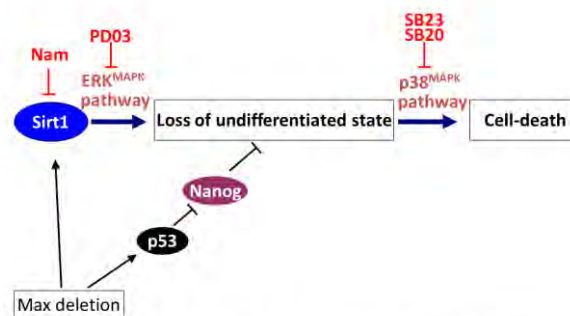 SB23
SB20
PD03
Nam
ERK^MAPK
pathway
p38^MAPK
pathway
Sirt1
Loss of undifferentiated state
Cell-death
Nanog
p53
Max deletion